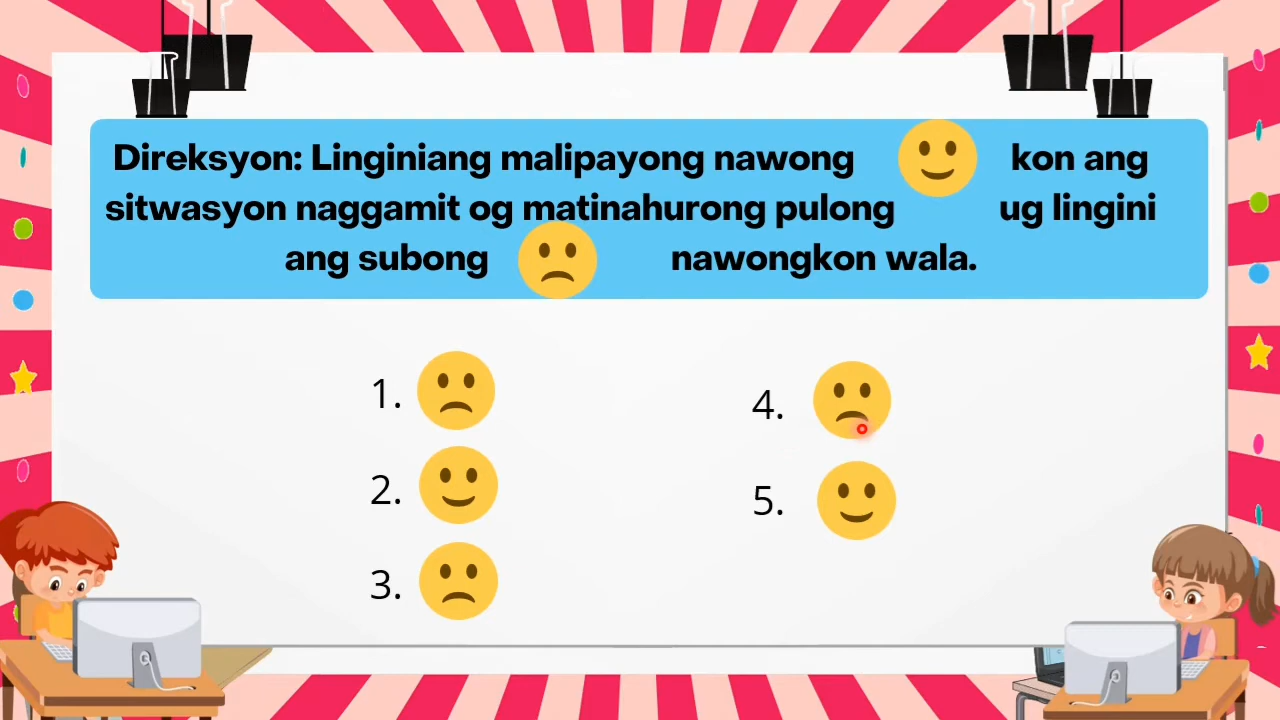 Direksyon: Linginiang malipayong nawong kon ang
sitwasyon naggamit og matinahurong pulong ug lingini
ang subong nawongkon wala.
1.
2.
3.
4.
5.